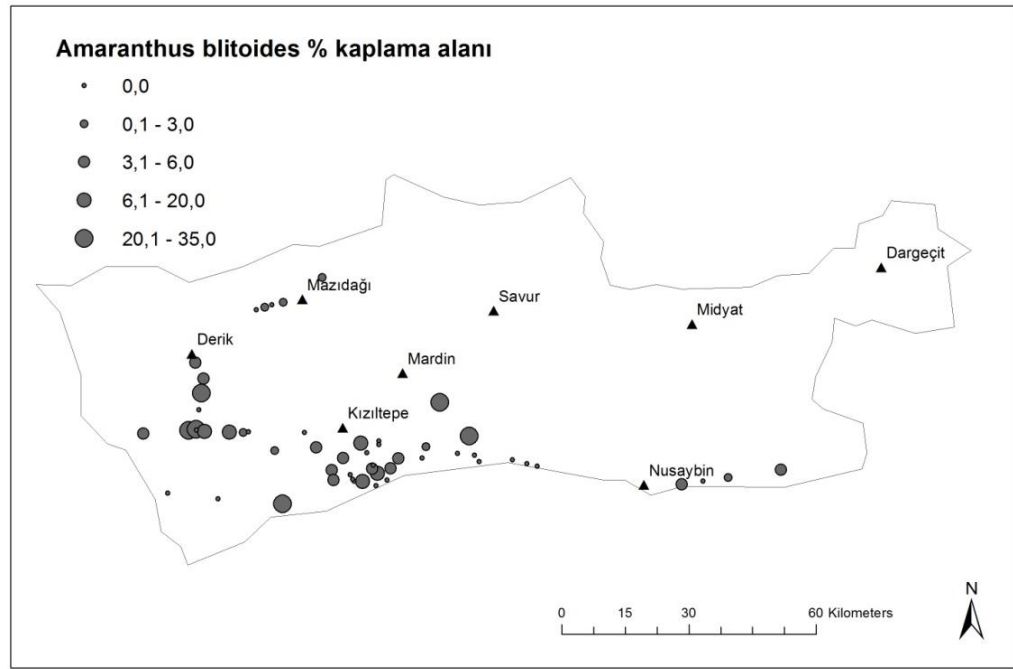 Amaranthus blitoides % kaplama alanı
0,0
0,1 - 3,0
3,1 - 6,0
6,1 - 20,0
20,1 - 35,0
Dargeçit
Mazıdağı
Savur
Midyat
Derik
Mardin
Kızıltepe
Nusaybin
N
0 15 30 60 Kilometers